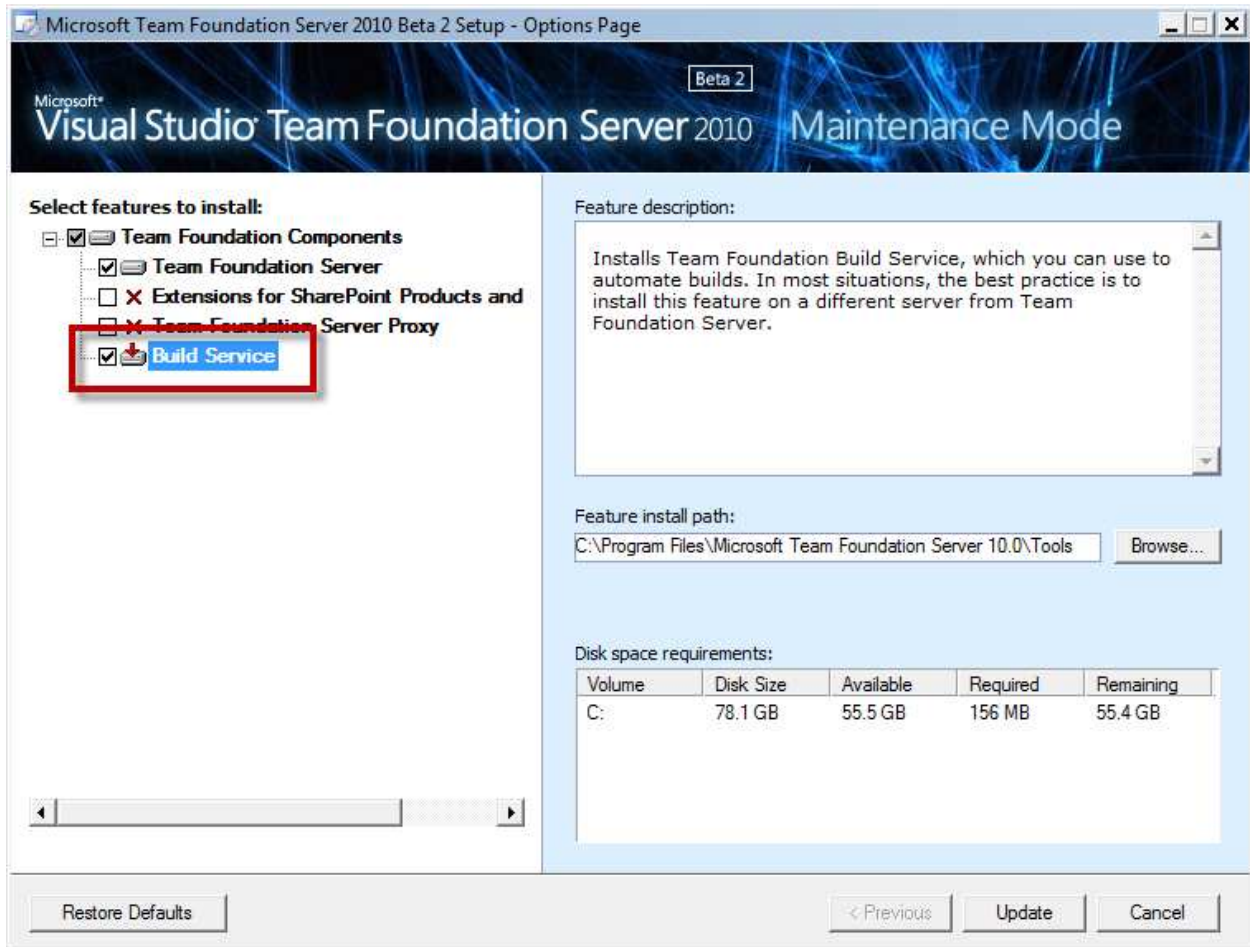 Microsoft Team Foundation Server 2010 Beta 2 Setup - Options Page
Beta 2
Microsoft®
Visual Studio Team Foundation Server 2010 Maintenance Mode
Select features to install:
Team Foundation Components
Team Foundation Server
Extensions for SharePoint Products and
Team Foundation Server Proxy
Build Service
Feature description:
Installs Team Foundation Build Service, which you can use to
automate builds. In most situations, the best practice is to
install this feature on a different server from Team
Foundation Server.
Feature install path:
C:\Program Files\Microsoft Team Foundation Server 10.0\Tools Browse...
Disk space requirements:
Volume Disk Size Available Required Remaining
C: 78.1 GB 55.5 GB 156 MB 55.4 GB
Restore Defaults < Previous Update Cancel